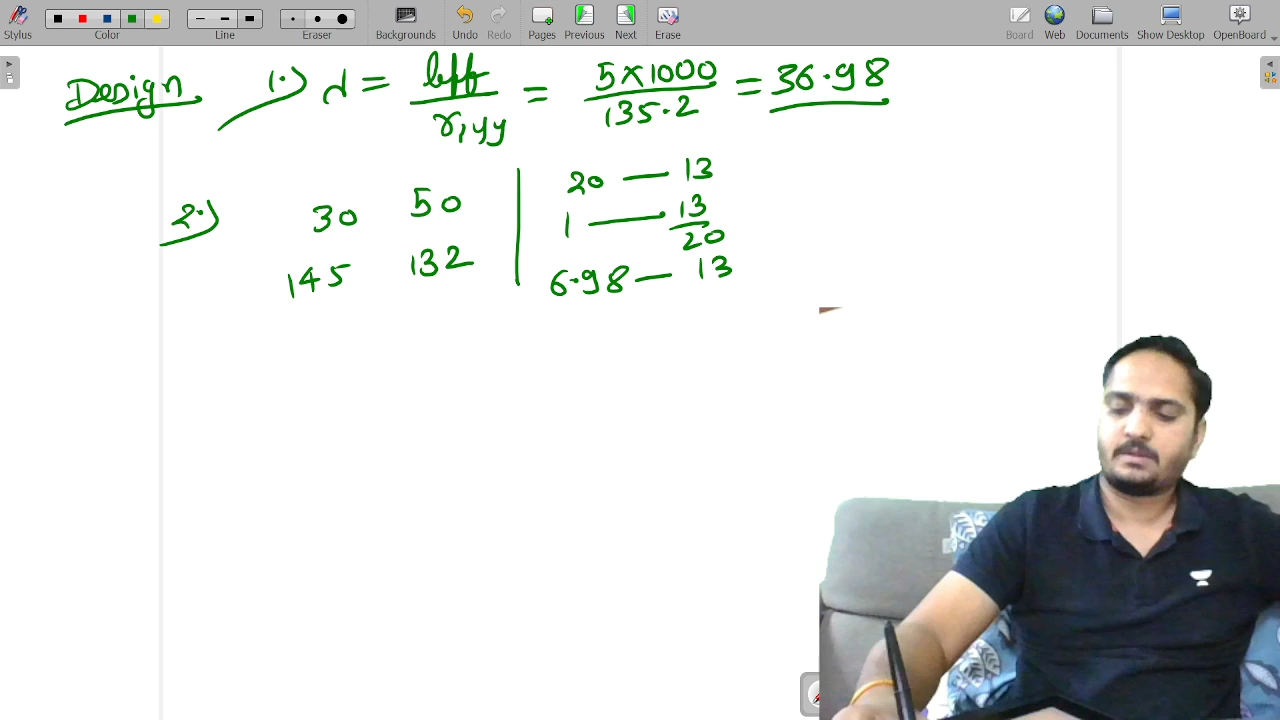 Stylus Color Line Eraser Backgrounds Undo Redo Pages Previous Next Erase Board Web Documents Show Desktop OpenBoard
Design 1.) λ = leff / r,yy = 5×1000 / 135.2 = 36.98
2.) 30 50 | 20 — 13
1 — 13/20
145 132 | 6.98 — 13